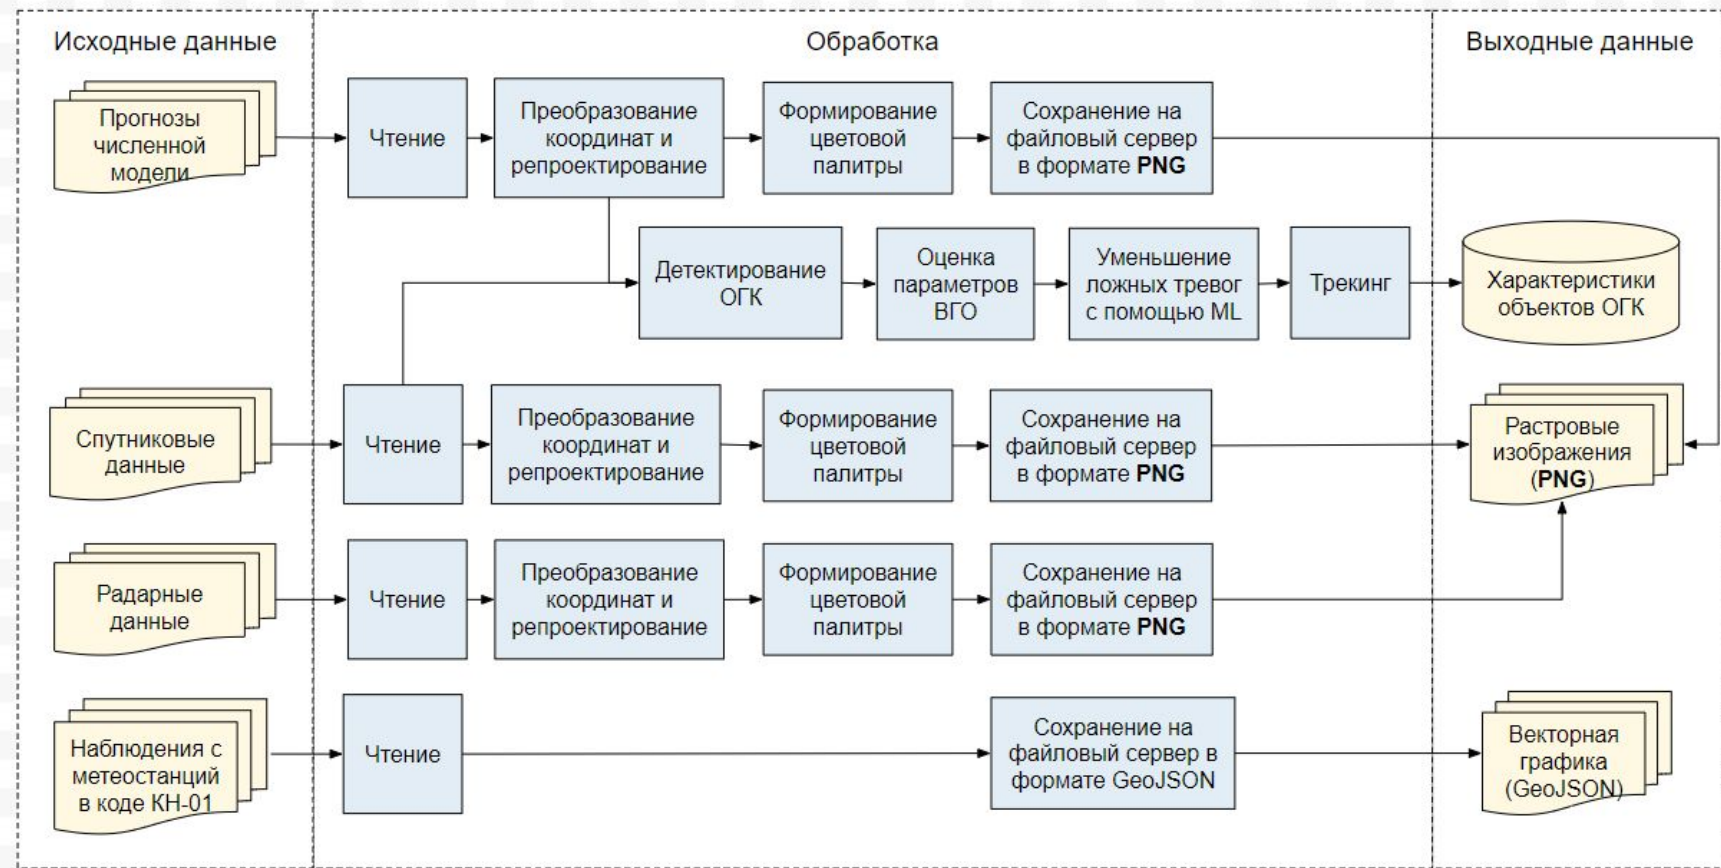 Исходные данные
Обработка
Выходные данные
Прогнозы
численной
модели
Чтение
Преобразование
координат и
репроектирование
Формирование
цветовой
палитры
Сохранение на
файловый сервер
в формате PNG
Детектирование
ОГК
Оценка
параметров
ВГО
Уменьшение
ложных тревог
с помощью ML
Трекинг
Характеристики
объектов ОГК
Спутниковые
данные
Чтение
Преобразование
координат и
репроектирование
Формирование
цветовой
палитры
Сохранение на
файловый сервер
в формате PNG
Растровые
изображения
(PNG)
Радарные
данные
Чтение
Преобразование
координат и
репроектирование
Формирование
цветовой
палитры
Сохранение на
файловый сервер
в формате PNG
Наблюдения с
метеостанций
в коде КН-01
Чтение
Сохранение на
файловый сервер в
формате GeoJSON
Векторная
графика
(GeoJSON)